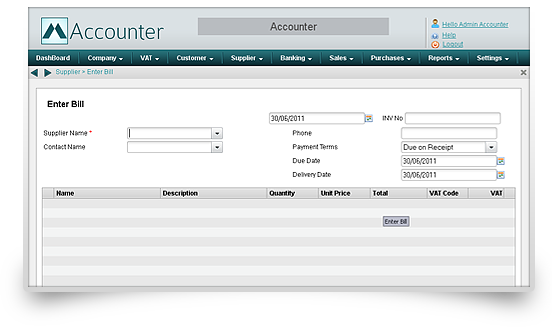 Accounter
Accounter
Hello Admin Accounter
Help
Logout
DashBoard Company VAT Customer Supplier Banking Sales Purchases Reports Settings
Supplier > Enter Bill
Enter Bill
30/06/2011 INV No
Supplier Name * Phone
Contact Name Payment Terms Due on Receipt
Due Date 30/06/2011
Delivery Date 30/06/2011
Name Description Quantity Unit Price Total VAT Code VAT
Enter Bill